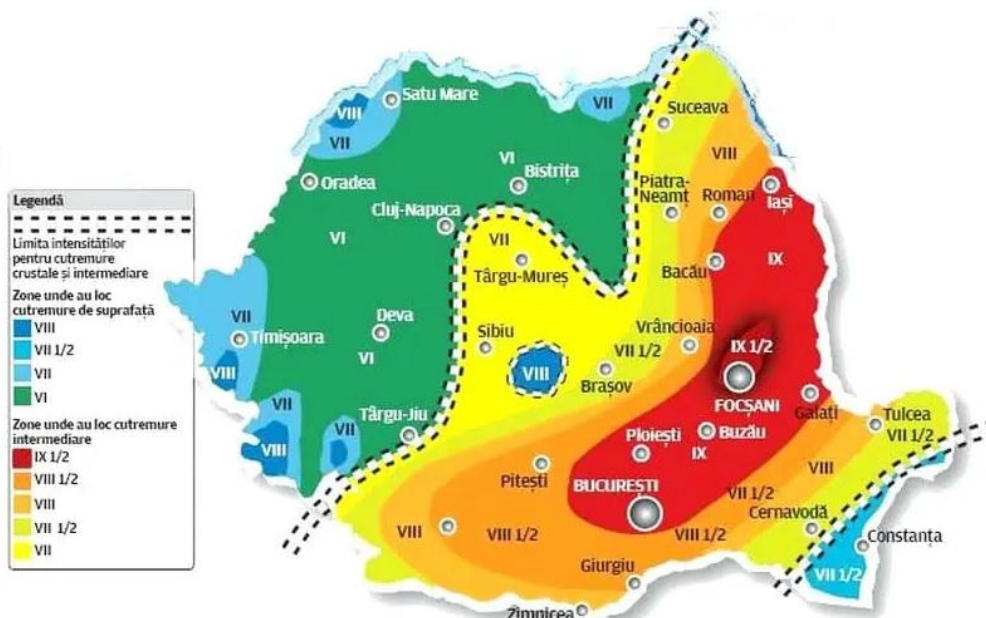 Legendă
Limita intensităților
pentru cutremure
crustale și intermediare
Zone unde au loc
cutremure de suprafață
VIII
VII 1/2
VII
VI
Zone unde au loc cutremure
intermediare
IX 1/2
VIII 1/2
VIII
VII 1/2
VII
Satu Mare
VIII
VII
VII
Suceava
VI
VIII
Bistrița
Oradea
Piatra-
Neamț
Roman
Iași
Cluj-Napoca
VI
VII
Târgu-Mureș
Bacău
IX
VII
Deva
Timișoara
VI
Sibiu
Vrâncioaia
VII 1/2
IX 1/2
VIII
VIII
Brașov
FOCȘANI
Galați
VII
Târgu-Jiu
VII
VIII
Tulcea
VII 1/2
Ploiești
Buzău
IX
Pitești
VIII
BUCUREȘTI
VII 1/2
Cernavodă
VIII
VIII 1/2
VIII 1/2
Constanța
VII 1/2
Giurgiu
Zimnicea